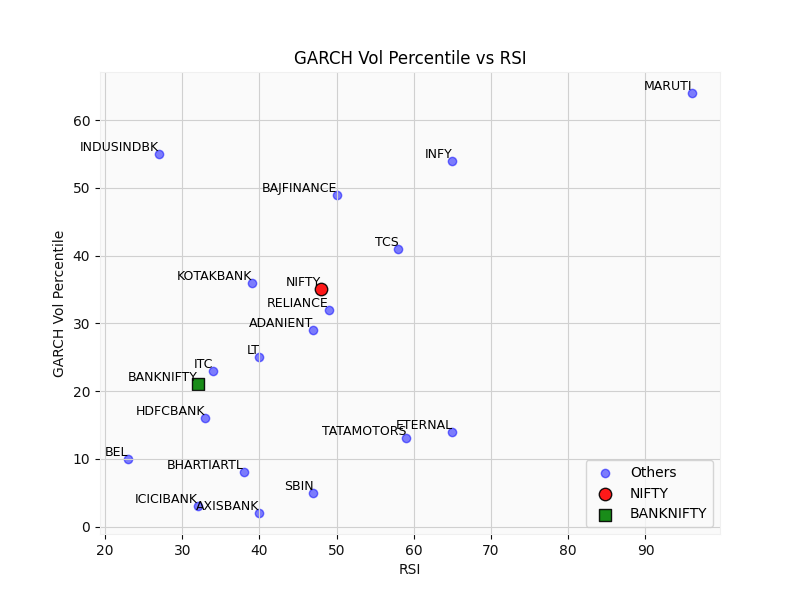 GARCH Vol Percentile vs RSI
MARUTI
60
INDUSINDBK
INFY
50
BAJFINANCE
TCS
40
KOTAKBANK
NIFTY
RELIANCE
30
ADANIENT
LT
ITC
BANKNIFTY
20
HDFCBANK
TATAMOTORS
ETERNAL
10
BEL
BHARTIARTL
SBIN
ICICIBANK
AXISBANK
0
Others
NIFTY
BANKNIFTY
20 30 40 50 60 70 80 90
RSI
GARCH Vol Percentile